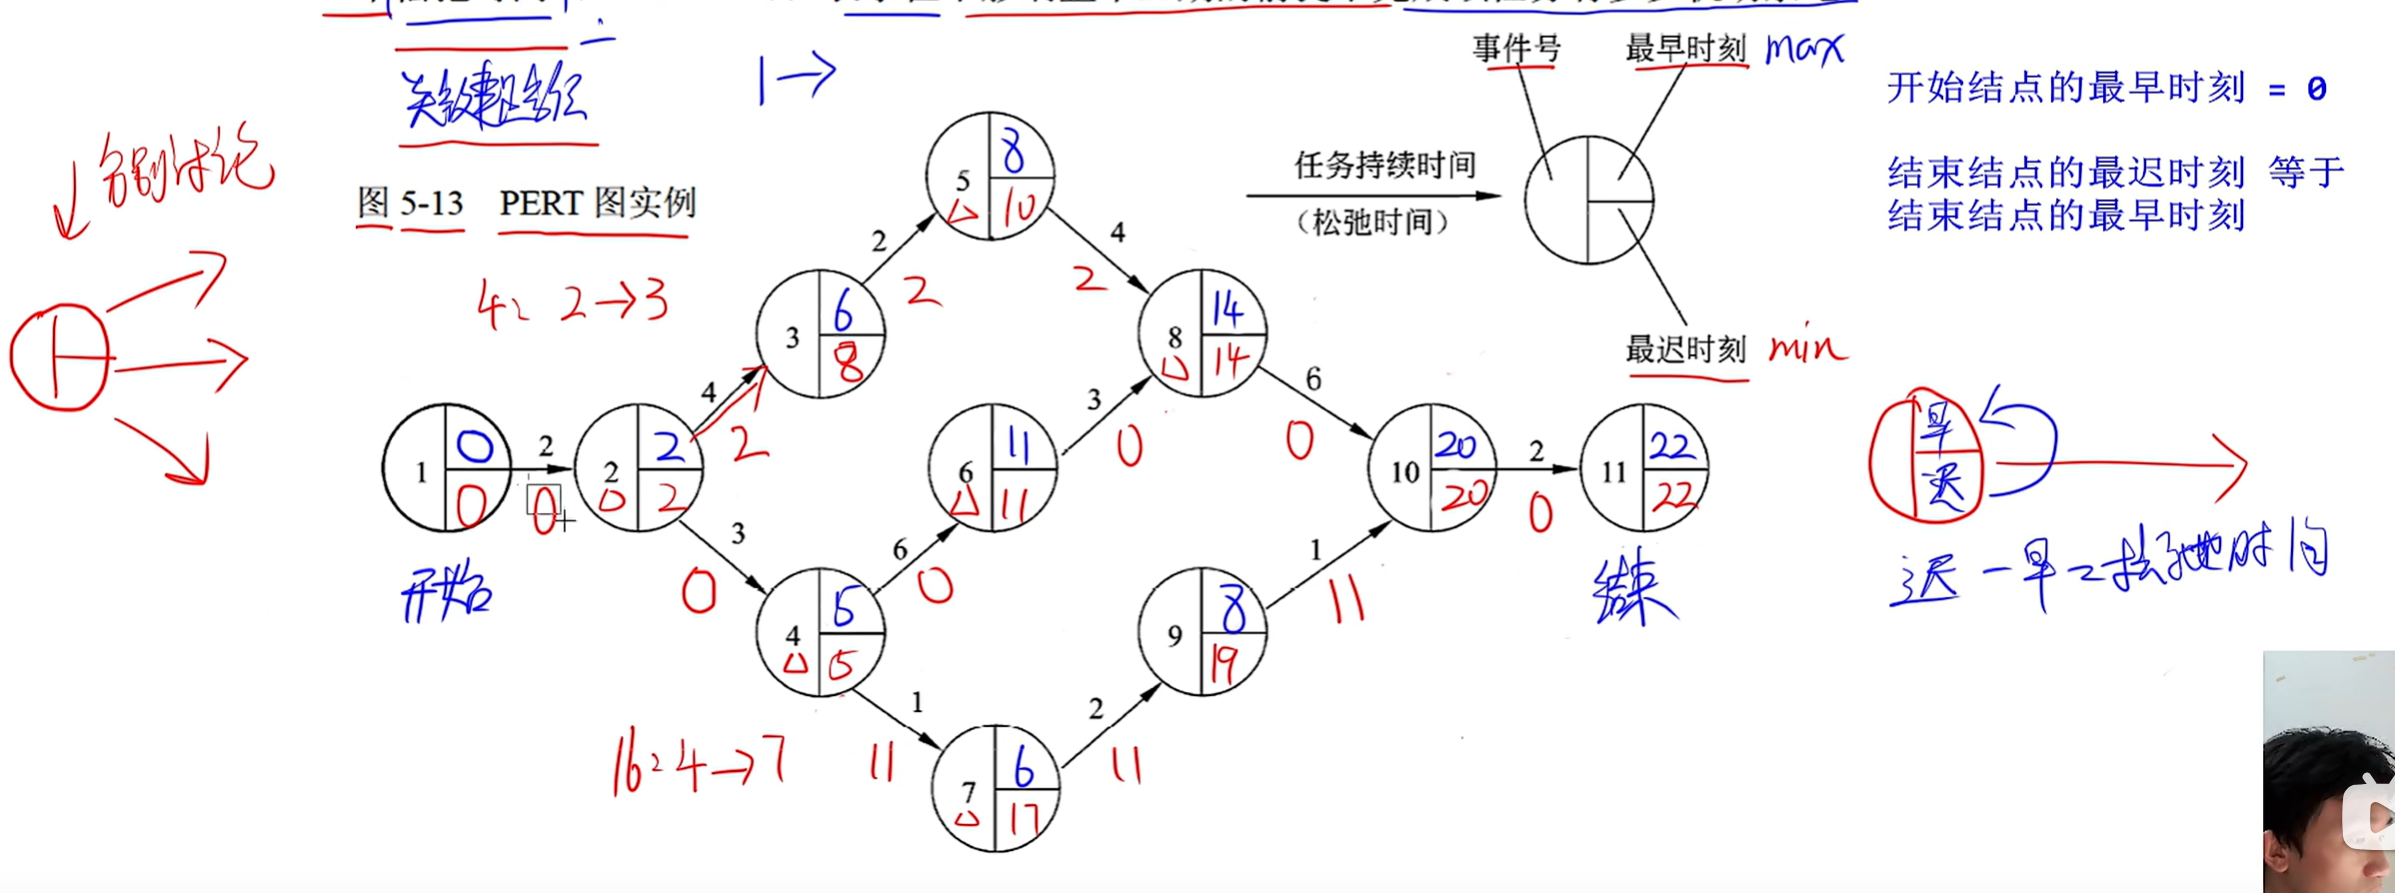 关键路径
1→
事件号
最早时刻 max
开始结点的最早时刻 = 0
任务持续时间
(松弛时间)
结束结点的最迟时刻 等于
结束结点的最早时刻
最迟时刻 min
分别讨论
图 5-13 PERT 图实例
4: 2→3
5 8 10
2
4
2
2
3 6 8
8 14 14
4
2
6
0
1 0 0
2
0
2 2 2
6 11 11
3
0
10 20 20
2
0
11 22 22
早
迟
迟-早=松弛时间
开始
结束
3
0
6
0
4 5 5
9 8 19
1
11
1
11
2
11
16:4→7
7 6 17